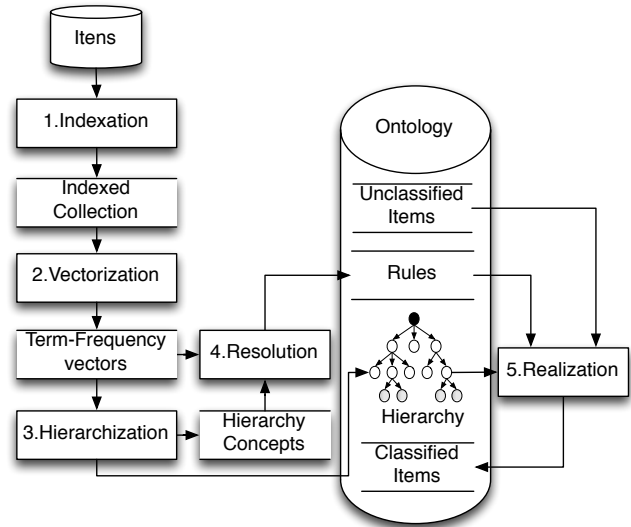 Itens
1.Indexation
Indexed
Collection
2.Vectorization
Term-Frequency
vectors
3.Hierarchization
4.Resolution
Hierarchy
Concepts
Ontology
Unclassified
Items
Rules
Hierarchy
Classified
Items
5.Realization